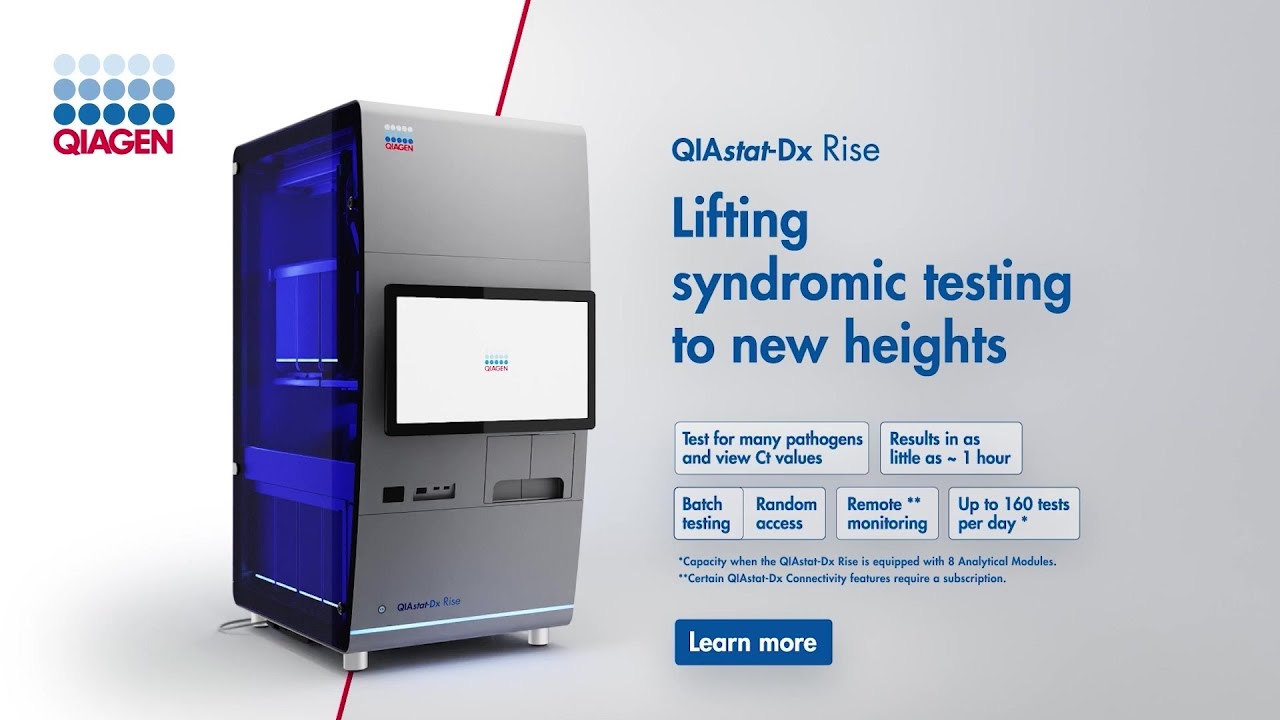 QIAGEN
QIAGEN
QIAGEN
QIAstat-Dx Rise
QIAstat-Dx Rise
Lifting
syndromic testing
to new heights
Test for many pathogens
and view Ct values
Results in as
little as ~ 1 hour
Batch
testing
Random
access
Remote **
monitoring
Up to 160 tests
per day *
*Capacity when the QIAstat-Dx Rise is equipped with 8 Analytical Modules.
**Certain QIAstat-Dx Connectivity features require a subscription.
Learn more